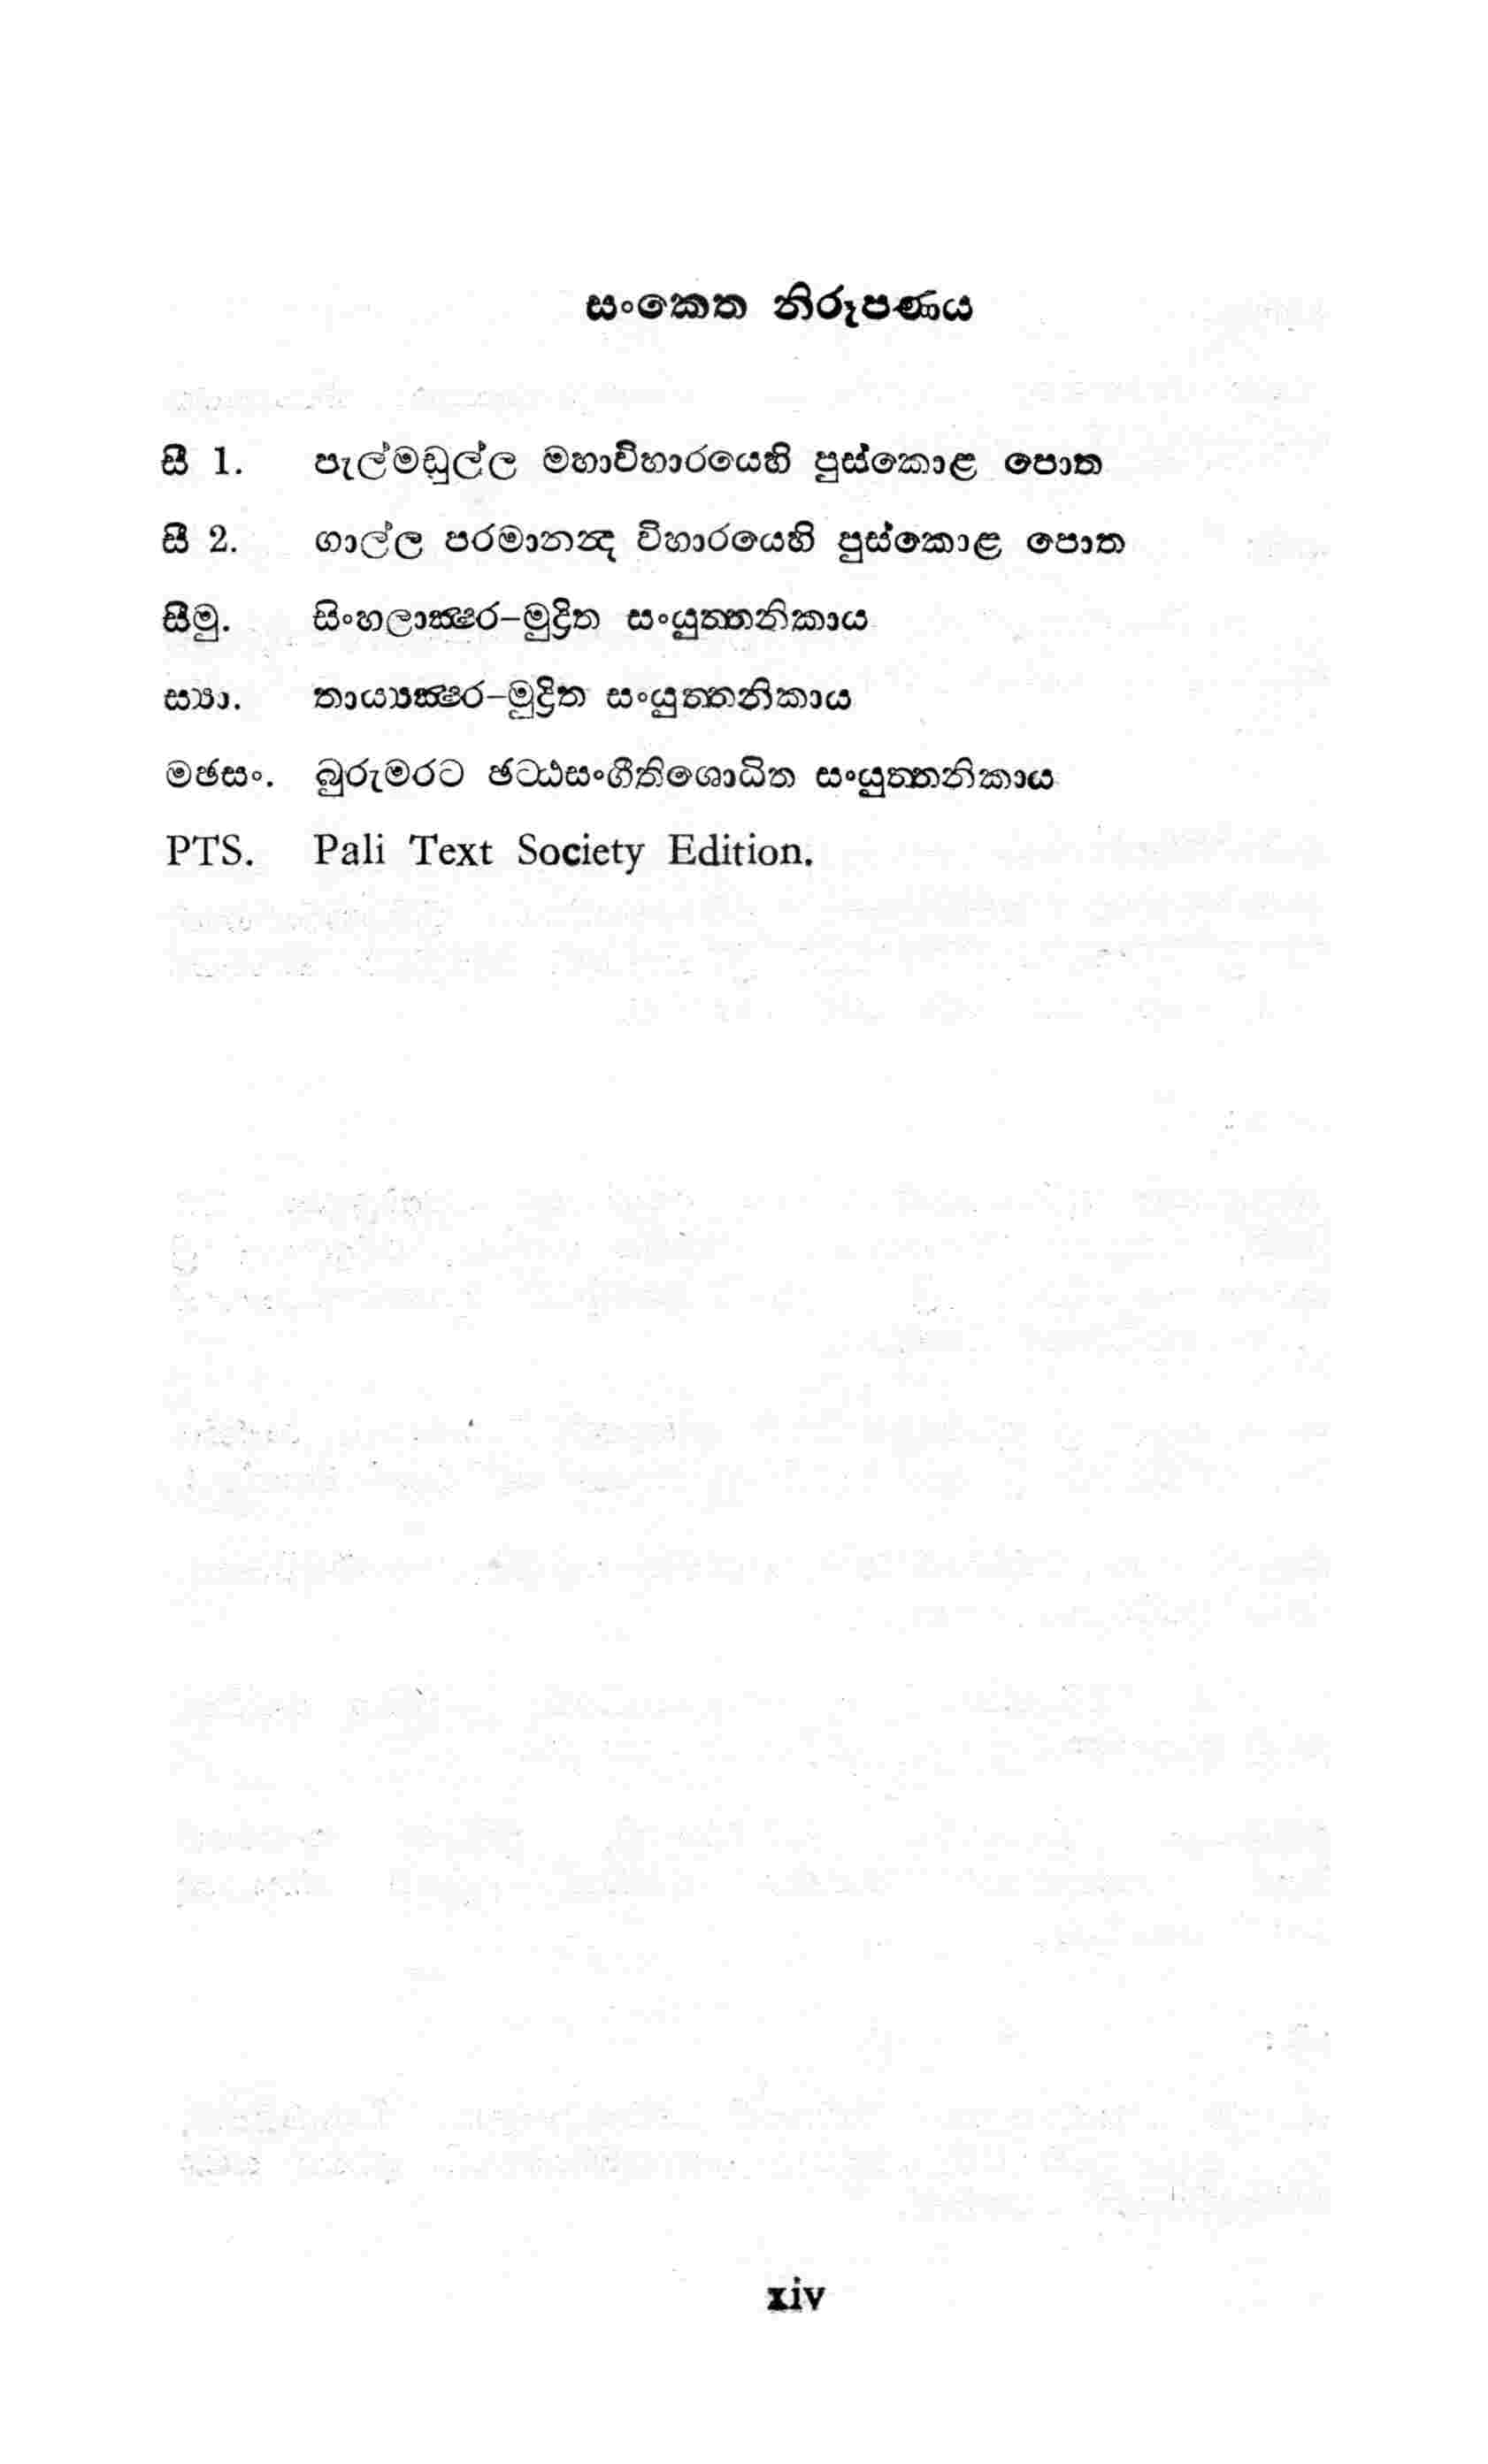 සංකෙත නිරූපණය
සී 1. පැල්මඩුල්ල මහාවිහාරයෙහි පුස්කොළ පොත
සී 2. ගාල්ල පරමානන්‍ද විහාරයෙහි පුස්කොළ පොත
සීමු. සිංහලාක්‍ෂර-මුද්‍රිත සංයුත්තනිකාය
ස්‍යා. තාය්‍යක්‍ෂර-මුද්‍රිත සංයුත්තනිකාය
මඡසං. බුරුමරට ඡට්ඨසංගීතිශොධිත සංයුත්තනිකාය
PTS. Pali Text Society Edition.
xiv